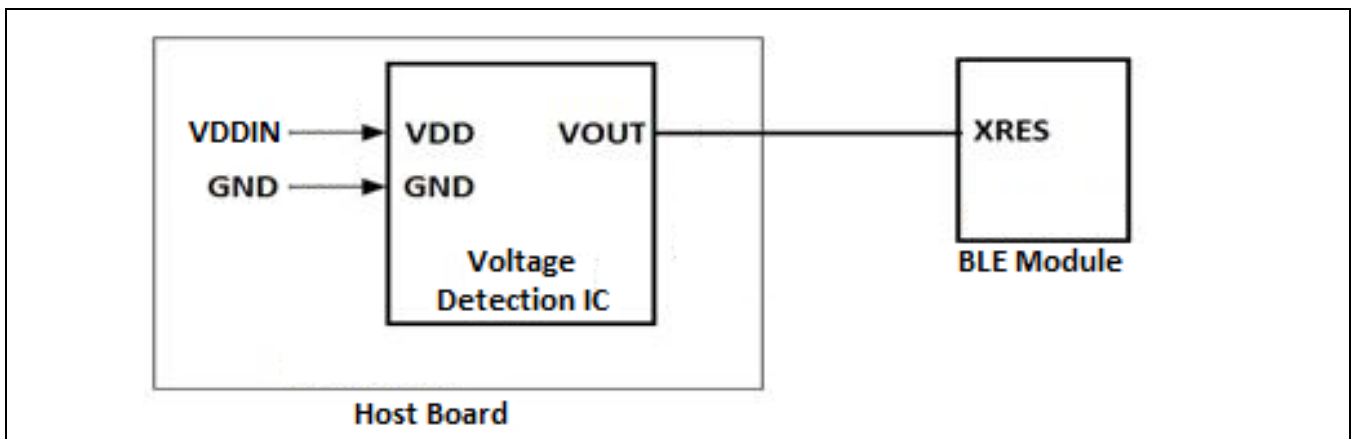 VDDIN
VDD
VOUT
XRES
GND
GND
Voltage
Detection IC
BLE Module
Host Board